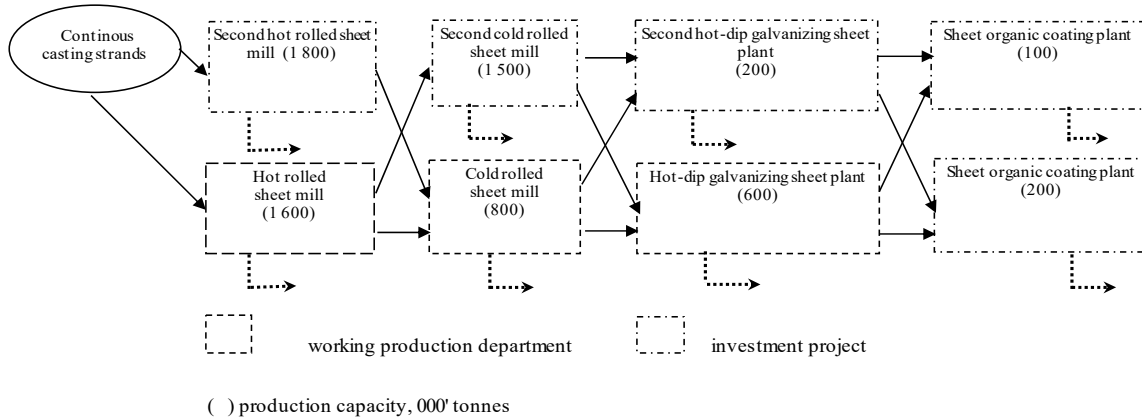 Continous
casting strands
Second hot rolled sheet
mill (1 800)
Second cold rolled
sheet mill
(1 500)
Second hot-dip galvanizing sheet
plant
(200)
Sheet organic coating plant
(100)
Hot rolled
sheet mill
(1 600)
Cold rolled
sheet mill
(800)
Hot-dip galvanizing sheet plant
(600)
Sheet organic coating plant
(200)
working production department
investment project
( ) production capacity, 000' tonnes